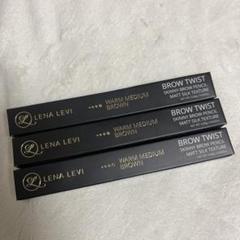 LENA LEVI
WARM MEDIUM
BROWN
BROW TWIST
SKINNY BROW PENCIL
MATT SILK TEXTURE
LENA LEVI
WARM MEDIUM
BROWN
BROW TWIST
SKINNY BROW PENCIL
MATT SILK TEXTURE
LENA LEVI
WARM MEDIUM
BROWN
BROW TWIST
SKINNY BROW PENCIL
MATT SILK TEXTURE